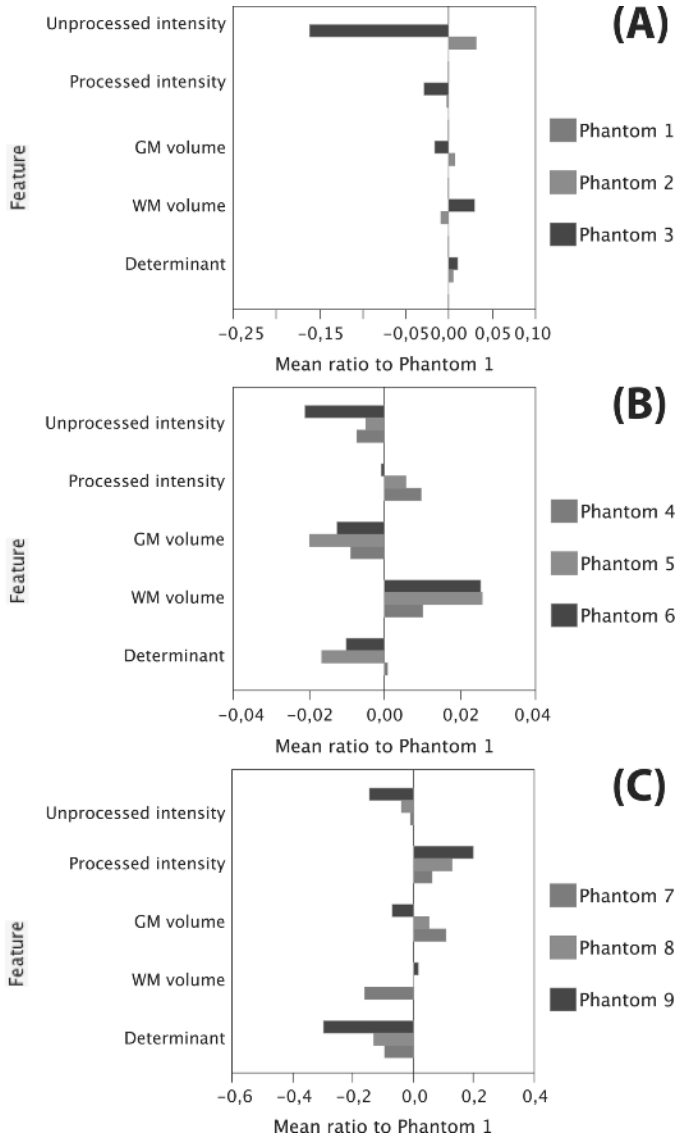 (A)
Unprocessed intensity
Processed intensity
GM volume
WM volume
Determinant
Feature
Phantom 1
Phantom 2
Phantom 3
-0,25 -0,15 -0,05 0,00 0,05 0,10
Mean ratio to Phantom 1
(B)
Unprocessed intensity
Processed intensity
GM volume
WM volume
Determinant
Feature
Phantom 4
Phantom 5
Phantom 6
-0,04 -0,02 0,00 0,02 0,04
Mean ratio to Phantom 1
(C)
Unprocessed intensity
Processed intensity
GM volume
WM volume
Determinant
Feature
Phantom 7
Phantom 8
Phantom 9
-0,6 -0,4 -0,2 0,0 0,2 0,4
Mean ratio to Phantom 1